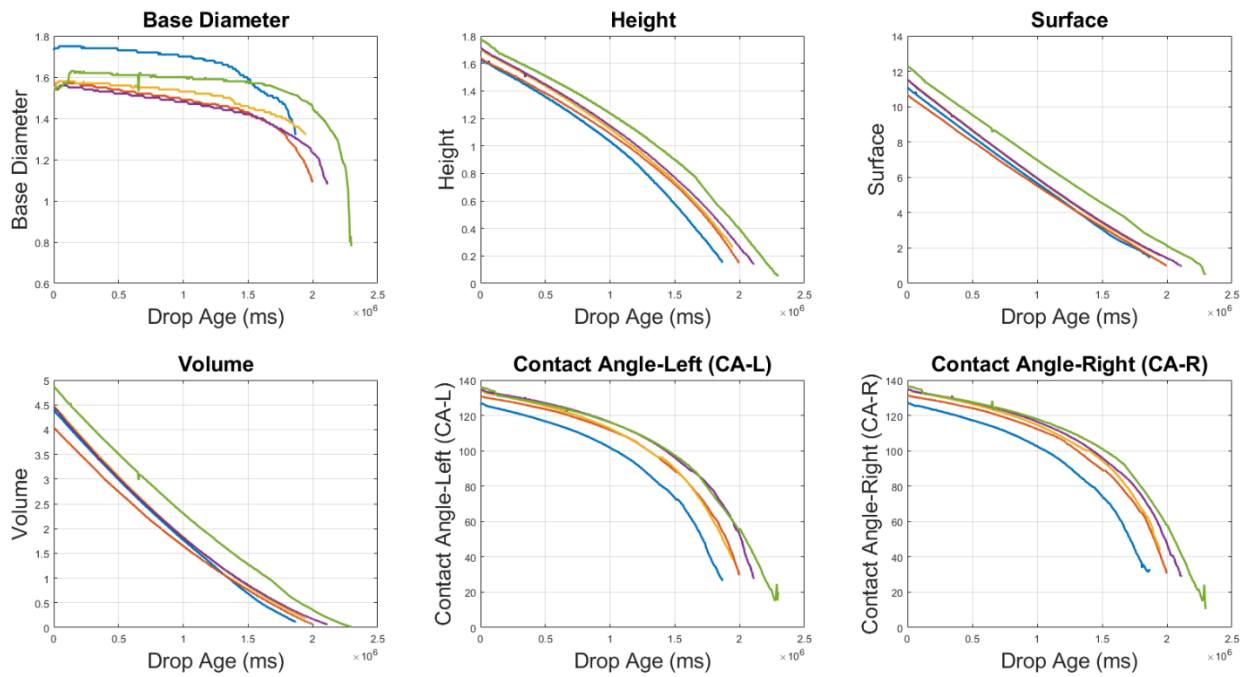 Base Diameter
Base Diameter
1.8
1.6
1.4
1.2
1
0.8
0.6
0 0.5 1 1.5 2 2.5
Drop Age (ms)
× 10^6
Height
Height
1.8
1.6
1.4
1.2
1
0.8
0.6
0.4
0.2
0
0 0.5 1 1.5 2 2.5
Drop Age (ms)
× 10^6
Surface
Surface
14
12
10
8
6
4
2
0
0 0.5 1 1.5 2 2.5
Drop Age (ms)
× 10^6
Volume
Volume
5
4.5
4
3.5
3
2.5
2
1.5
1
0.5
0
0 0.5 1 1.5 2 2.5
Drop Age (ms)
× 10^6
Contact Angle-Left (CA-L)
Contact Angle-Left (CA-L)
140
120
100
80
60
40
20
0
0 0.5 1 1.5 2 2.5
Drop Age (ms)
× 10^6
Contact Angle-Right (CA-R)
Contact Angle-Right (CA-R)
140
120
100
80
60
40
20
0
0 0.5 1 1.5 2 2.5
Drop Age (ms)
× 10^6